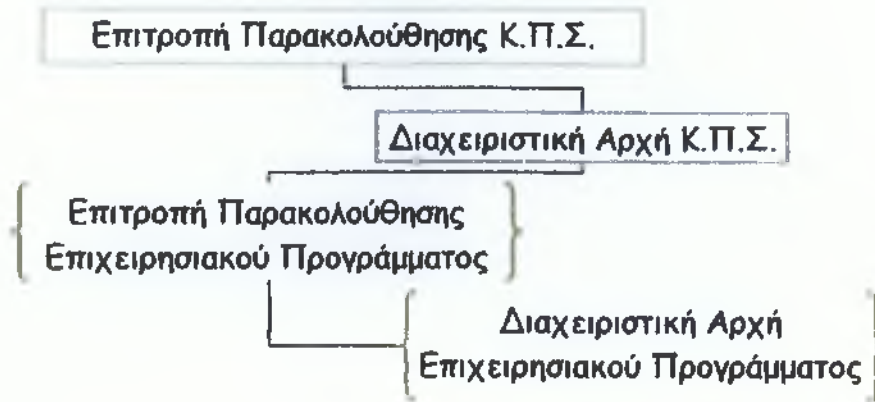 Επιτροπή Παρακολούθησης Κ.Π.Σ.
Διαχειριστική Αρχή Κ.Π.Σ.
Επιτροπή Παρακολούθησης
Επιχειρησιακού Προγράμματος
Διαχειριστική Αρχή
Επιχειρησιακού Προγράμματος